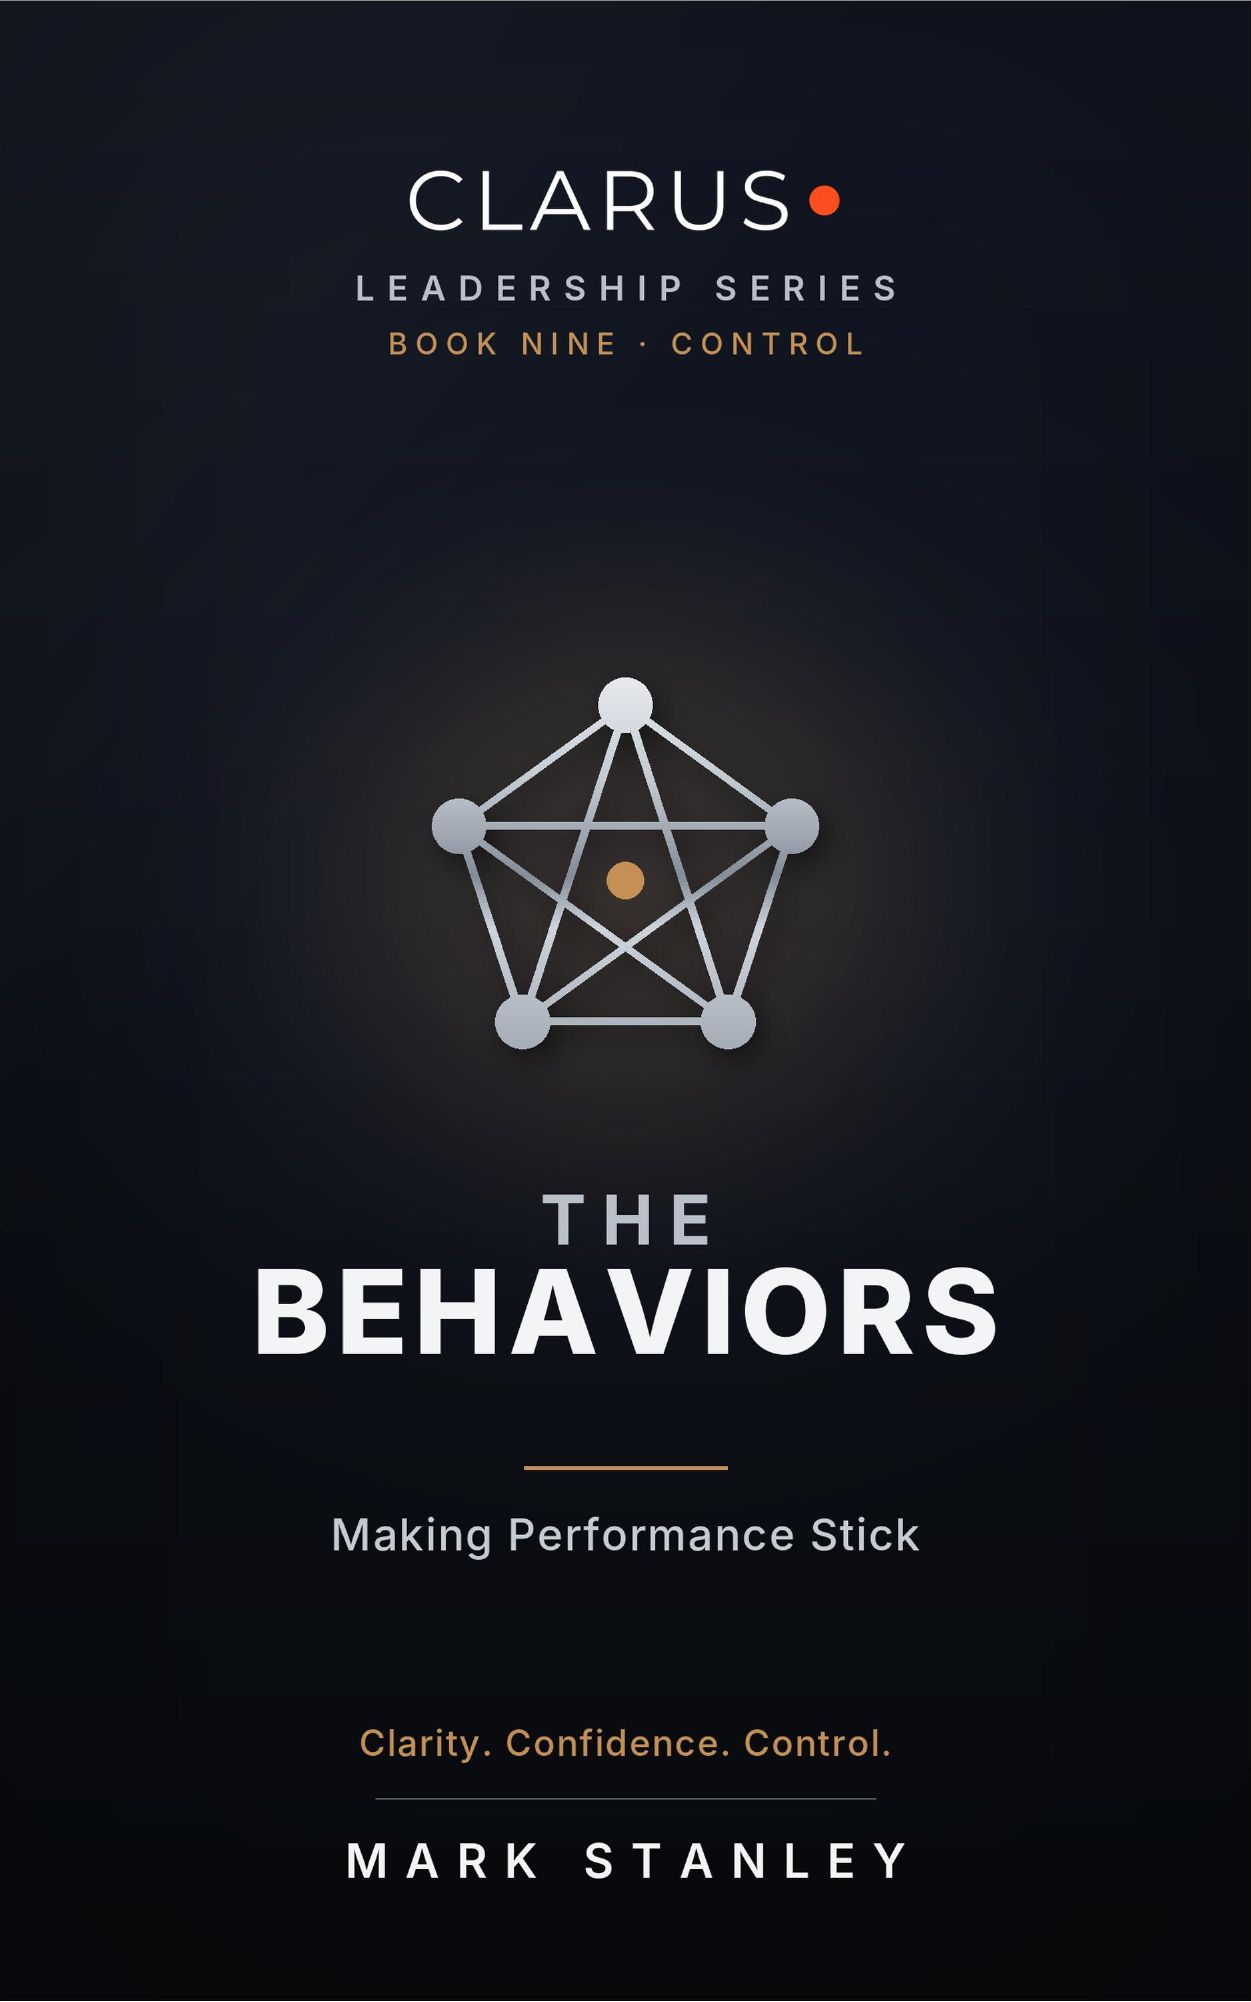 CLARUS
LEADERSHIP SERIES
BOOK NINE · CONTROL
THE
BEHAVIORS
Making Performance Stick
Clarity. Confidence. Control.
MARK STANLEY